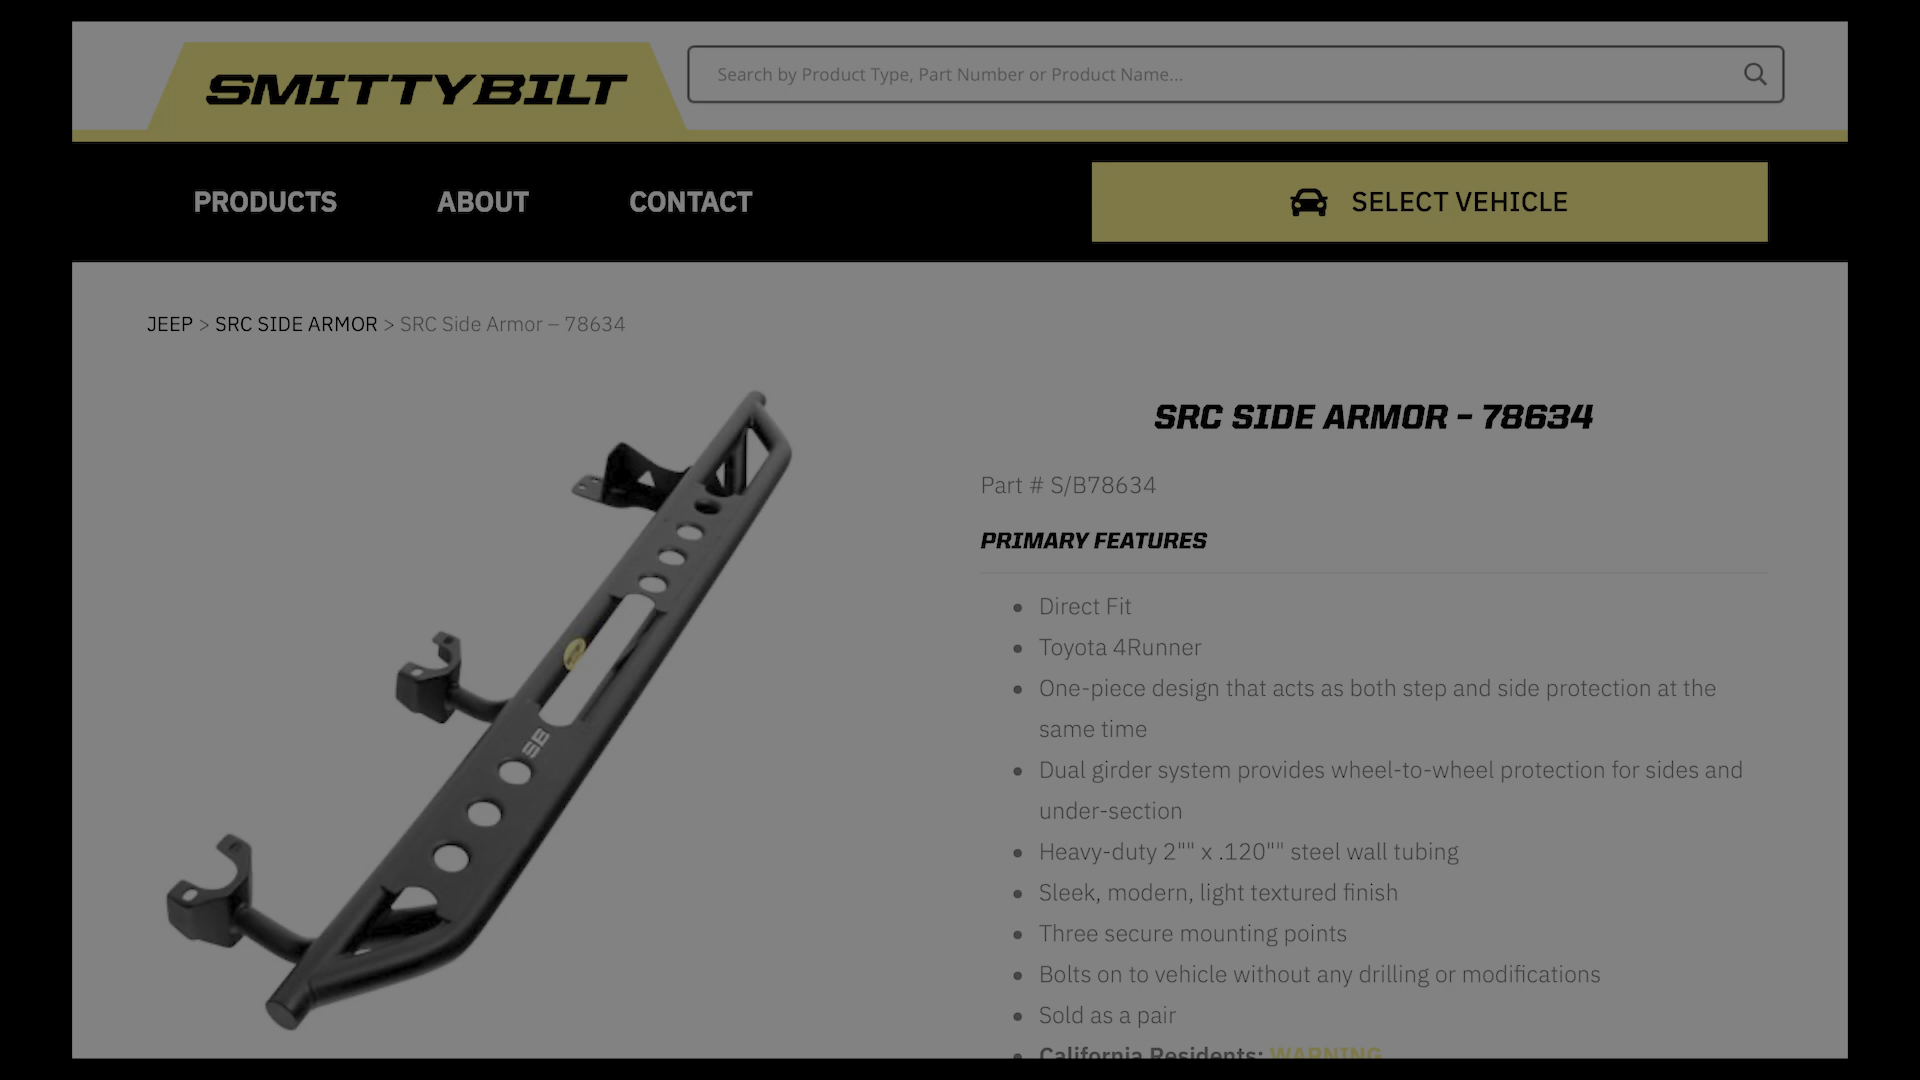 SMITTYBILT
Search by Product Type, Part Number or Product Name...
PRODUCTS
ABOUT
CONTACT
SELECT VEHICLE
JEEP > SRC SIDE ARMOR > SRC Side Armor – 78634
SRC SIDE ARMOR – 78634
Part # S/B78634
PRIMARY FEATURES
Direct Fit
Toyota 4Runner
One-piece design that acts as both step and side protection at the
same time
Dual girder system provides wheel-to-wheel protection for sides and
under-section
Heavy-duty 2"" x .120"" steel wall tubing
Sleek, modern, light textured finish
Three secure mounting points
Bolts on to vehicle without any drilling or modifications
Sold as a pair
California Residents: WARNING
SB